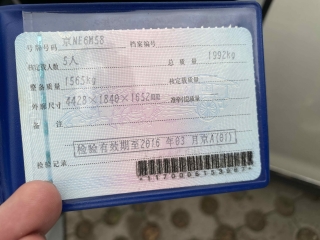 号牌号码 京NE6M58 档案编号
核定载人数 5人 总质量 1992kg
整备质量 1565kg 核定质量
外廓尺寸 4428×1840×1652mm 准牵引总质量
备注
检验有效期至2016年03月京A(01)
检验记录